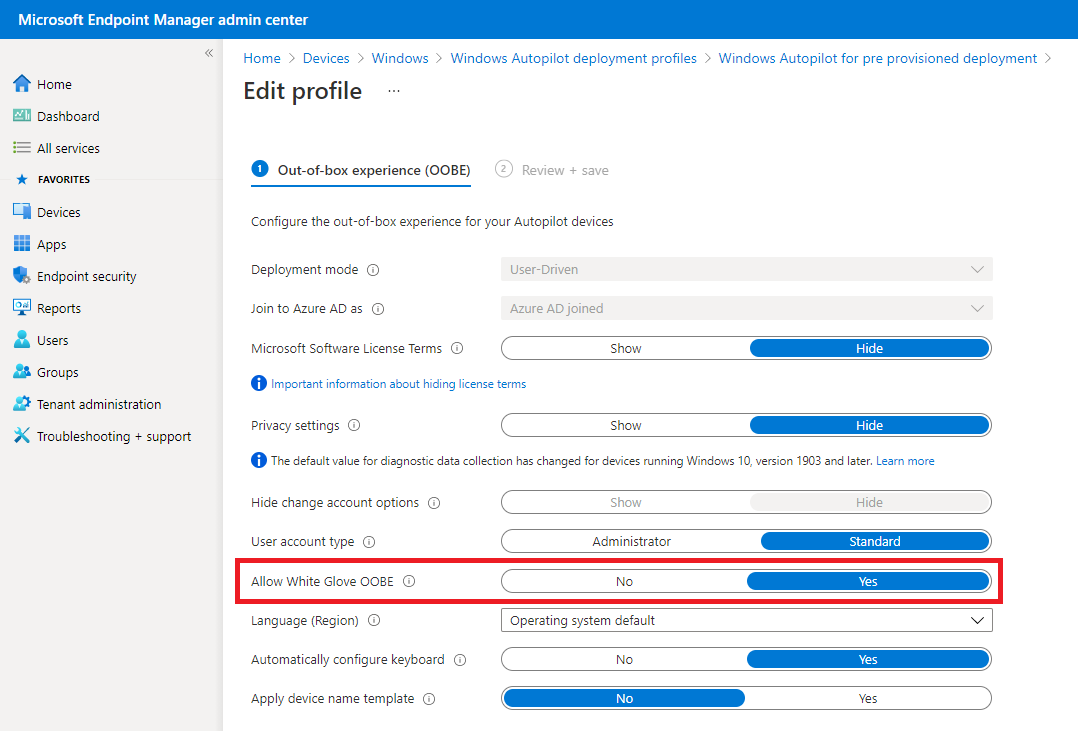 Microsoft Endpoint Manager admin center
«
Home
Dashboard
All services
FAVORITES
Devices
Apps
Endpoint security
Reports
Users
Groups
Tenant administration
Troubleshooting + support
Home > Devices > Windows > Windows Autopilot deployment profiles > Windows Autopilot for pre provisioned deployment >
Edit profile ...
1 Out-of-box experience (OOBE) 2 Review + save
Configure the out-of-box experience for your Autopilot devices
Deployment mode User-Driven
Join to Azure AD as Azure AD joined
Microsoft Software License Terms Show Hide
Important information about hiding license terms
Privacy settings Show Hide
The default value for diagnostic data collection has changed for devices running Windows 10, version 1903 and later. Learn more
Hide change account options Show Hide
User account type Administrator Standard
Allow White Glove OOBE No Yes
Language (Region) Operating system default
Automatically configure keyboard No Yes
Apply device name template No Yes